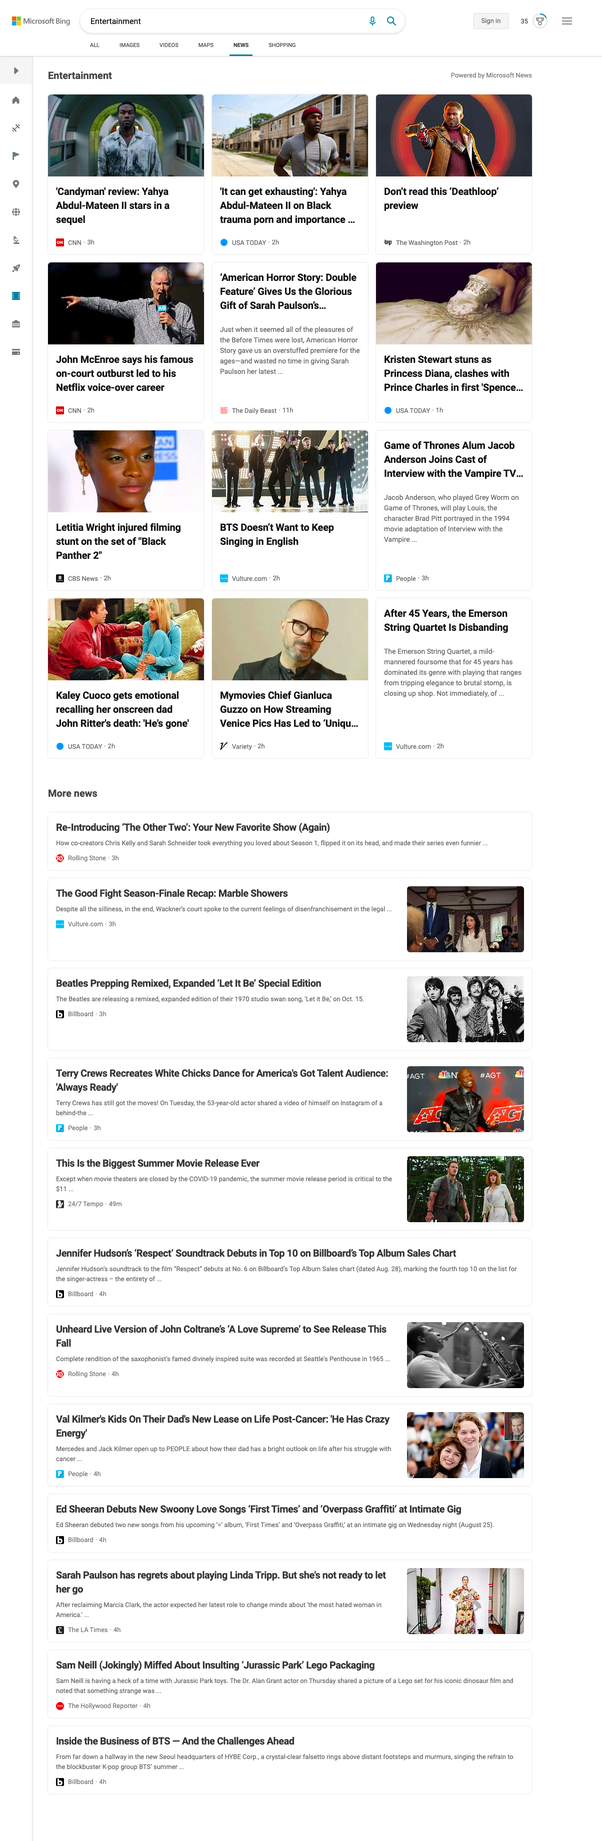 Microsoft Bing
Entertainment
Sign in
35
ALL
IMAGES
VIDEOS
MAPS
NEWS
SHOPPING
Entertainment
Powered by Microsoft News
'Candyman' review: Yahya
Abdul-Mateen II stars in a
sequel
CNN · 3h
'It can get exhausting': Yahya
Abdul-Mateen II on Black
trauma porn and importance ...
USA TODAY · 2h
Don't read this ‘Deathloop’
preview
The Washington Post · 2h
John McEnroe says his famous
on-court outburst led to his
Netflix voice-over career
CNN · 2h
‘American Horror Story: Double
Feature’ Gives Us the Glorious
Gift of Sarah Paulson’s...
Just when it seemed all of the pleasures of
the Before Times were lost, American Horror
Story gave us an overstuffed premiere for the
ages—and wasted no time in giving Sarah
Paulson her latest ...
The Daily Beast · 11h
Kristen Stewart stuns as
Princess Diana, clashes with
Prince Charles in first 'Spence...
USA TODAY · 1h
Letitia Wright injured filming
stunt on the set of "Black
Panther 2"
CBS News · 2h
BTS Doesn’t Want to Keep
Singing in English
Vulture.com · 2h
Game of Thrones Alum Jacob
Anderson Joins Cast of
Interview with the Vampire TV...
Jacob Anderson, who played Grey Worm on
Game of Thrones, will play Louis, the
character Brad Pitt portrayed in the 1994
movie adaptation of Interview with the
Vampire ...
People · 3h
Kaley Cuoco gets emotional
recalling her onscreen dad
John Ritter's death: 'He's gone'
USA TODAY · 2h
Mymovies Chief Gianluca
Guzzo on How Streaming
Venice Pics Has Led to ‘Uniqu...
Variety · 2h
After 45 Years, the Emerson
String Quartet Is Disbanding
The Emerson String Quartet, a mild-
mannered foursome that for 45 years has
dominated its genre with playing that ranges
from tripping elegance to brutal stomp, is
closing up shop. Not immediately, of ...
Vulture.com · 2h
More news
Re-Introducing ‘The Other Two’: Your New Favorite Show (Again)
How co-creators Chris Kelly and Sarah Schneider took everything you loved about Season 1, flipped it on its head, and made their series even funnier ...
Rolling Stone · 3h
The Good Fight Season-Finale Recap: Marble Showers
Despite all the silliness, in the end, Wackner’s court spoke to the current feelings of disenfranchisement in the legal ...
Vulture.com · 3h
Beatles Prepping Remixed, Expanded ‘Let It Be’ Special Edition
The Beatles are releasing a remixed, expanded edition of their 1970 studio swan song, ‘Let it Be,’ on Oct. 15.
Billboard · 3h
Terry Crews Recreates White Chicks Dance for America's Got Talent Audience:
'Always Ready'
Terry Crews has still got the moves! On Tuesday, the 53-year-old actor shared a video of himself on Instagram of a
behind-the ...
People · 3h
#AGT
#AGT
This Is the Biggest Summer Movie Release Ever
Except when movie theaters are closed by the COVID-19 pandemic, the summer movie release period is critical to the
$11 ...
24/7 Tempo · 49m
Jennifer Hudson’s ‘Respect’ Soundtrack Debuts in Top 10 on Billboard’s Top Album Sales Chart
Jennifer Hudson’s soundtrack to the film “Respect” debuts at No. 6 on Billboard’s Top Album Sales chart (dated Aug. 28), marking the fourth top 10 on the list for
the singer-actress – the entirety of ...
Billboard · 4h
Unheard Live Version of John Coltrane’s ‘A Love Supreme’ to See Release This
Fall
Complete rendition of the saxophonist’s famed divinely inspired suite was recorded at Seattle’s Penthouse in 1965 ...
Rolling Stone · 4h
Val Kilmer's Kids On Their Dad's New Lease on Life Post-Cancer: 'He Has Crazy
Energy'
Mercedes and Jack Kilmer open up to PEOPLE about how their dad has a bright outlook on life after his struggle with
cancer ...
People · 4h
Ed Sheeran Debuts New Swoony Love Songs ‘First Times’ and ‘Overpass Graffiti’ at Intimate Gig
Ed Sheeran debuted two new songs from his upcoming ‘=’ album, ‘First Times’ and ‘Overpass Graffiti,’ at an intimate gig on Wednesday night (August 25).
Billboard · 4h
Sarah Paulson has regrets about playing Linda Tripp. But she's not ready to let
her go
After reclaiming Marcia Clark, the actor expected her latest role to change minds about 'the most hated woman in
America.' ...
The LA Times · 4h
Sam Neill (Jokingly) Miffed About Insulting ‘Jurassic Park’ Lego Packaging
Sam Neill is having a heck of a time with Jurassic Park toys. The Dr. Alan Grant actor on Thursday shared a picture of a Lego set for his iconic dinosaur film and
noted that something strange was ...
The Hollywood Reporter · 4h
Inside the Business of BTS — And the Challenges Ahead
From far down a hallway in the new Seoul headquarters of HYBE Corp., a crystal-clear falsetto rings above distant footsteps and murmurs, singing the refrain to
the blockbuster K-pop group BTS’ summer ...
Billboard · 4h